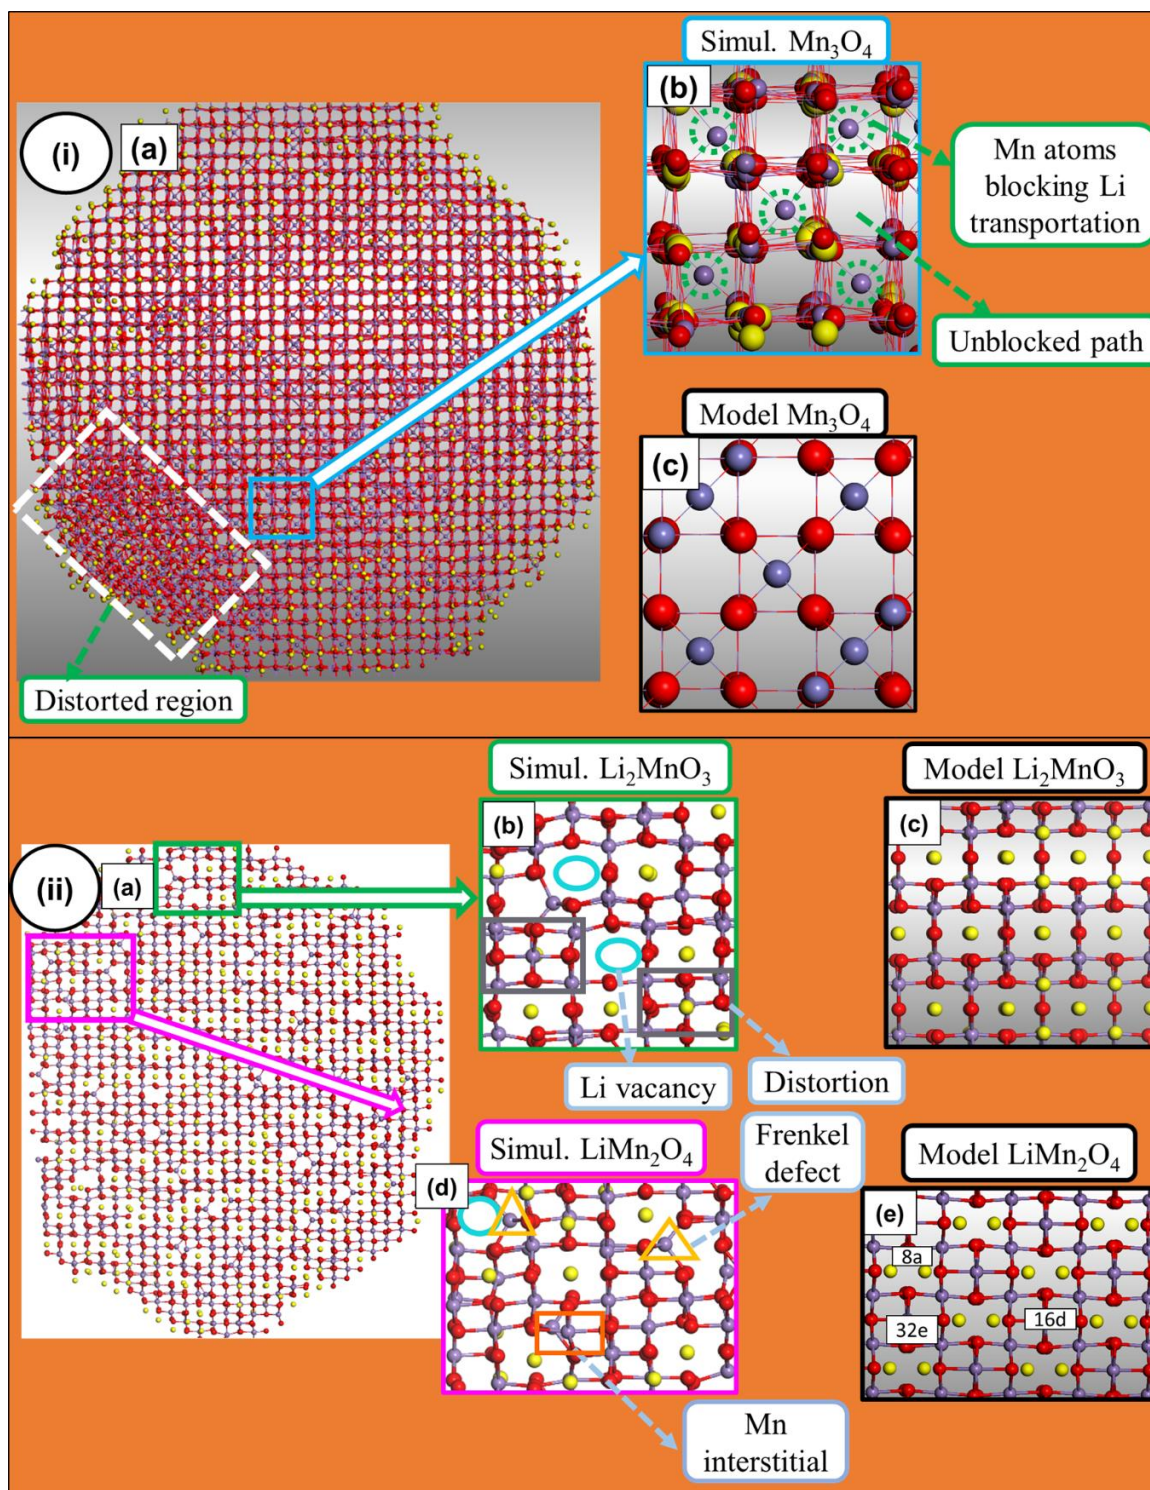 Simul. Mn₃O₄
(i)
(a)
(b)
Mn atoms
blocking Li
transportation
Unblocked path
Model Mn₃O₄
(c)
Distorted region
Simul. Li₂MnO₃
Model Li₂MnO₃
(ii)
(a)
(b)
(c)
Li vacancy
Distortion
Simul. LiMn₂O₄
Frenkel
defect
Model LiMn₂O₄
(d)
(e)
8a
32e
16d
Mn
interstitial